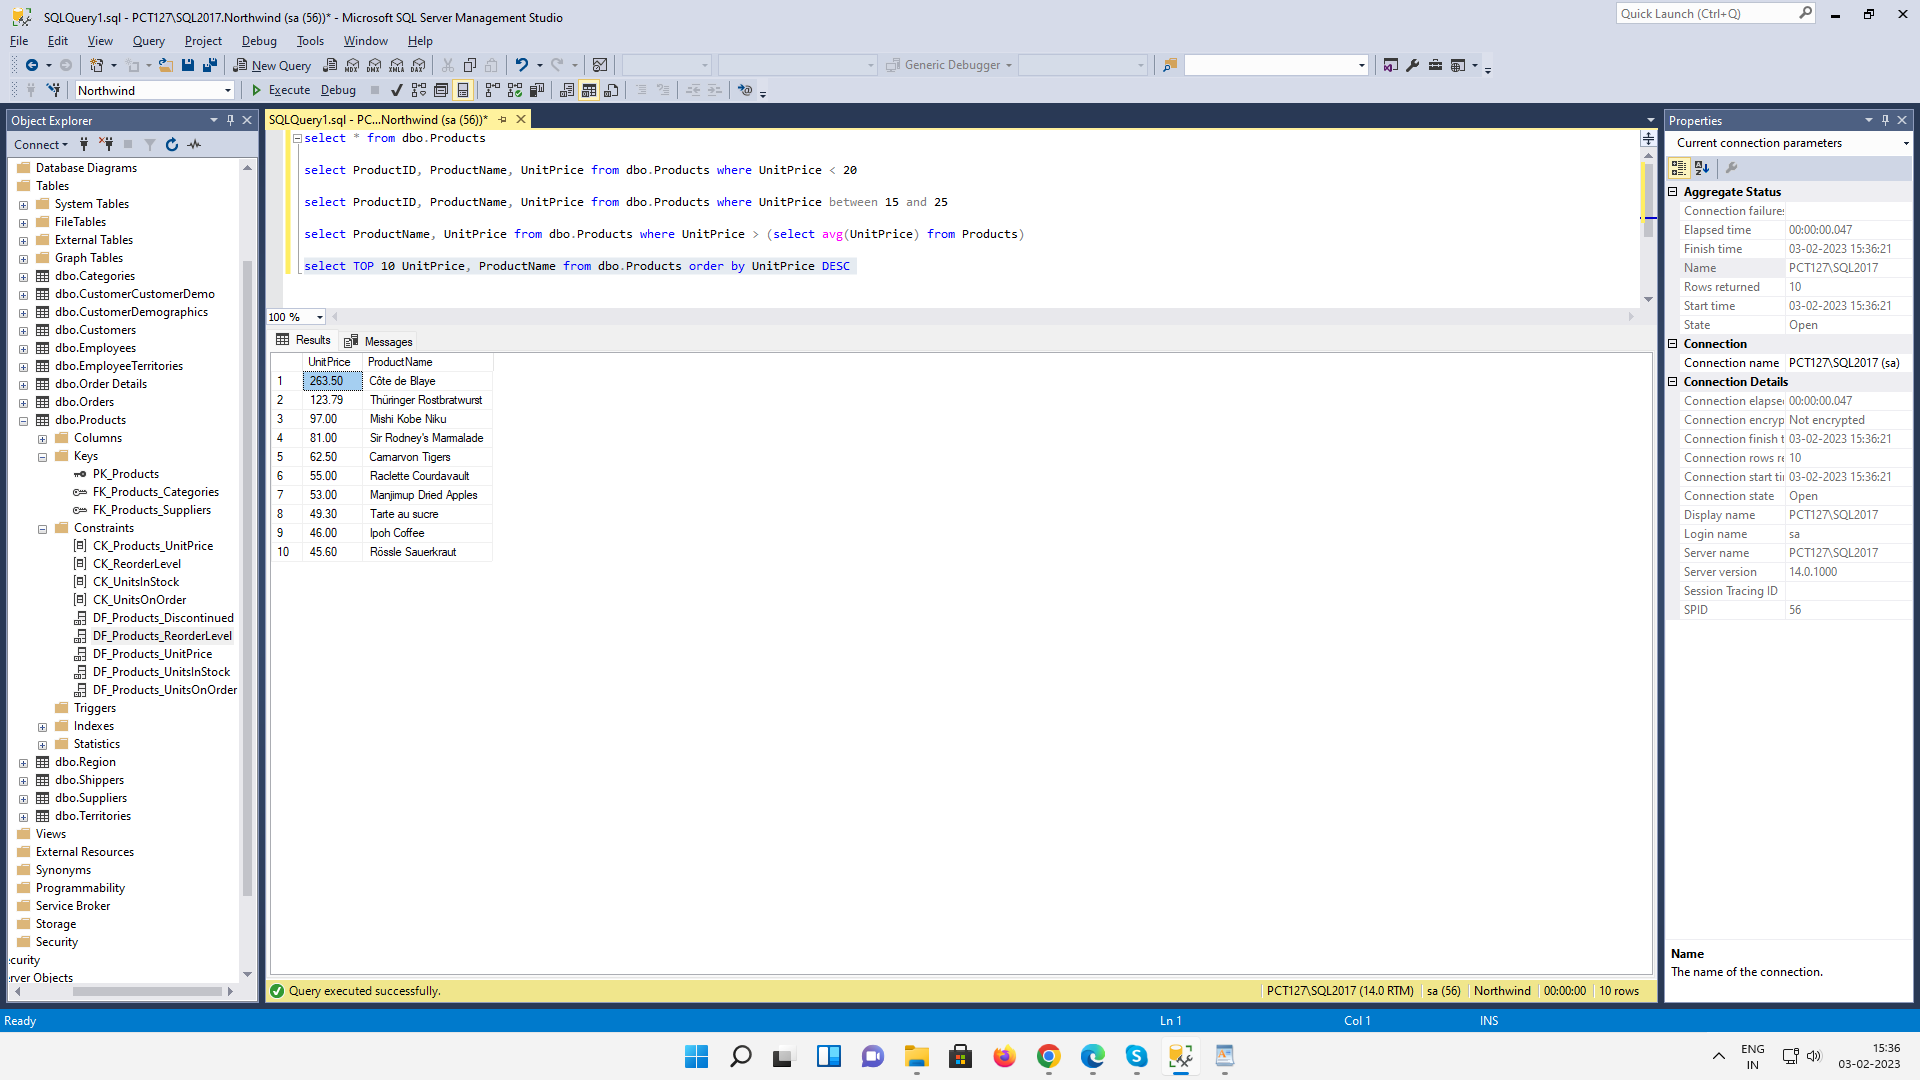 SQLQuery1.sql - PCT127\SQL2017.Northwind (sa (56))* - Microsoft SQL Server Management Studio
Quick Launch (Ctrl+Q)
File Edit View Query Project Debug Tools Window Help
New Query
MDX DMX XMLA DAX
Generic Debugger
Northwind
Execute Debug
Object Explorer
Connect
Database Diagrams
Tables
System Tables
FileTables
External Tables
Graph Tables
dbo.Categories
dbo.CustomerCustomerDemo
dbo.CustomerDemographics
dbo.Customers
dbo.Employees
dbo.EmployeeTerritories
dbo.Order Details
dbo.Orders
dbo.Products
Columns
Keys
PK_Products
FK_Products_Categories
FK_Products_Suppliers
Constraints
CK_Products_UnitPrice
CK_ReorderLevel
CK_UnitsInStock
CK_UnitsOnOrder
DF_Products_Discontinued
DF_Products_ReorderLevel
DF_Products_UnitPrice
DF_Products_UnitsInStock
DF_Products_UnitsOnOrder
Triggers
Indexes
Statistics
dbo.Region
dbo.Shippers
dbo.Suppliers
dbo.Territories
Views
External Resources
Synonyms
Programmability
Service Broker
Storage
Security
curity
rver Objects
SQLQuery1.sql - PC...Northwind (sa (56))*
select * from dbo.Products
select ProductID, ProductName, UnitPrice from dbo.Products where UnitPrice < 20
select ProductID, ProductName, UnitPrice from dbo.Products where UnitPrice between 15 and 25
select ProductName, UnitPrice from dbo.Products where UnitPrice > (select avg(UnitPrice) from Products)
select TOP 10 UnitPrice, ProductName from dbo.Products order by UnitPrice DESC
100 %
Results Messages
UnitPrice ProductName
1 263.50 Côte de Blaye
2 123.79 Thüringer Rostbratwurst
3 97.00 Mishi Kobe Niku
4 81.00 Sir Rodney's Marmalade
5 62.50 Carnarvon Tigers
6 55.00 Raclette Courdavault
7 53.00 Manjimup Dried Apples
8 49.30 Tarte au sucre
9 46.00 Ipoh Coffee
10 45.60 Rössle Sauerkraut
Query executed successfully.
PCT127\SQL2017 (14.0 RTM) sa (56) Northwind 00:00:00 10 rows
Properties
Current connection parameters
Aggregate Status
Connection failures
Elapsed time 00:00:00.047
Finish time 03-02-2023 15:36:21
Name PCT127\SQL2017
Rows returned 10
Start time 03-02-2023 15:36:21
State Open
Connection
Connection name PCT127\SQL2017 (sa)
Connection Details
Connection elapse 00:00:00.047
Connection encryp Not encrypted
Connection finish t 03-02-2023 15:36:21
Connection rows re 10
Connection start ti 03-02-2023 15:36:21
Connection state Open
Display name PCT127\SQL2017
Login name sa
Server name PCT127\SQL2017
Server version 14.0.1000
Session Tracing ID
SPID 56
Name
The name of the connection.
Ready
Ln 1 Col 1 INS
ENG
IN
15:36
03-02-2023